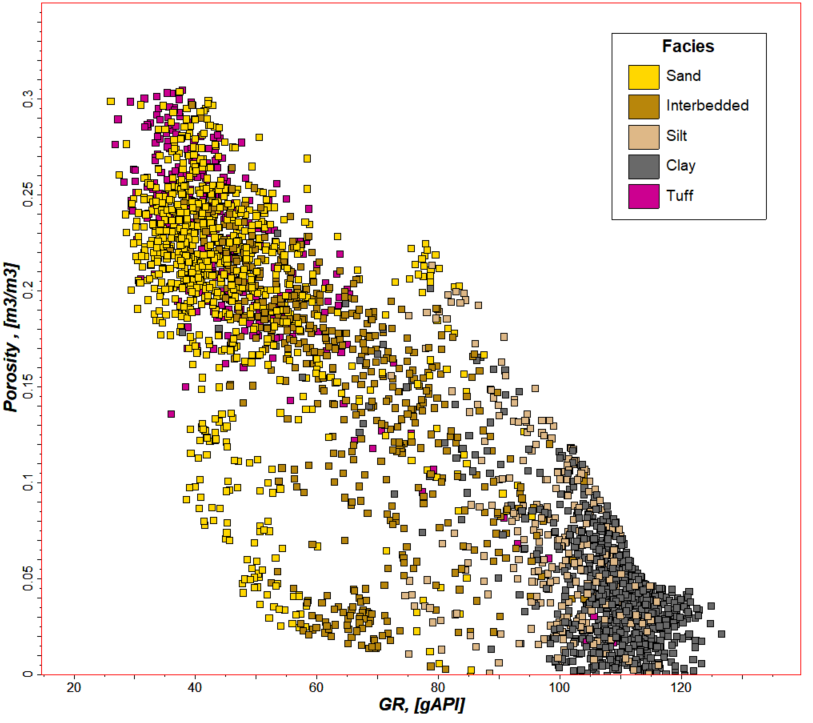 Facies
Sand
Interbedded
Silt
Clay
Tuff
Porosity , [m3/m3]
0.3
0.25
0.2
0.15
0.1
0.05
0
20 40 60 80 100 120
GR, [gAPI]